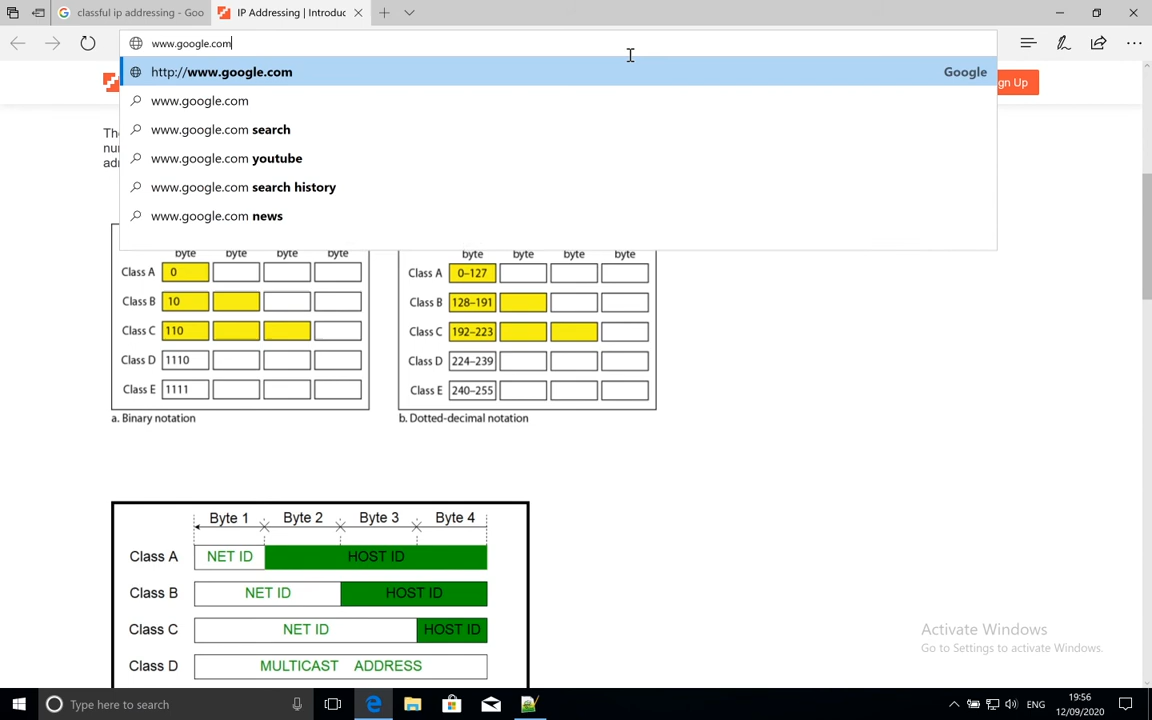 classful ip addressing - Goo
IP Addressing | Introduc
www.google.com
http://www.google.com Google
www.google.com
www.google.com search
www.google.com youtube
www.google.com search history
www.google.com news
gn Up
byte byte byte byte
Class A 0
Class B 10
Class C 110
Class D 1110
Class E 1111
a. Binary notation
byte byte byte byte
Class A 0–127
Class B 128–191
Class C 192–223
Class D 224–239
Class E 240–255
b. Dotted-decimal notation
Byte 1 Byte 2 Byte 3 Byte 4
Class A NET ID HOST ID
Class B NET ID HOST ID
Class C NET ID HOST ID
Class D MULTICAST ADDRESS
Activate Windows
Go to Settings to activate Windows.
Type here to search
ENG
19:56
12/09/2020